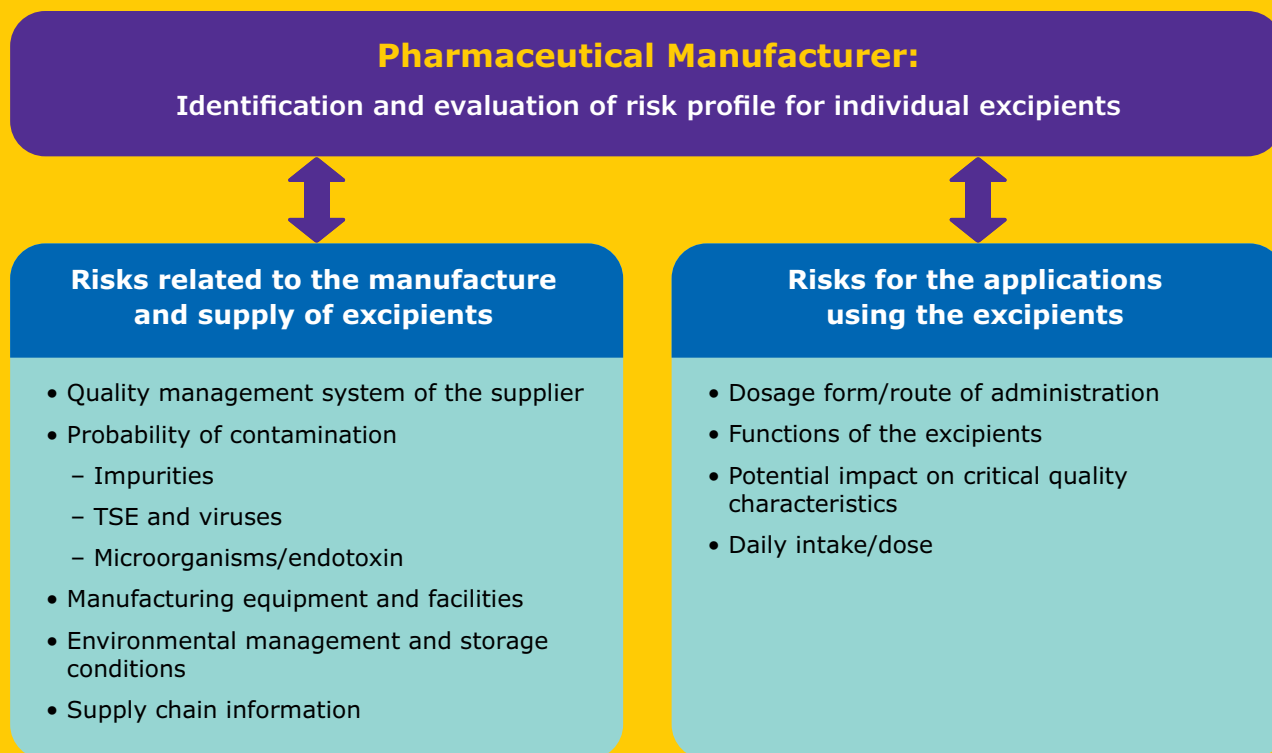 Pharmaceutical Manufacturer:
Identification and evaluation of risk profile for individual excipients
Risks related to the manufacture
and supply of excipients
• Quality management system of the supplier
• Probability of contamination
– Impurities
– TSE and viruses
– Microorganisms/endotoxin
• Manufacturing equipment and facilities
• Environmental management and storage
conditions
• Supply chain information
Risks for the applications
using the excipients
• Dosage form/route of administration
• Functions of the excipients
• Potential impact on critical quality
characteristics
• Daily intake/dose